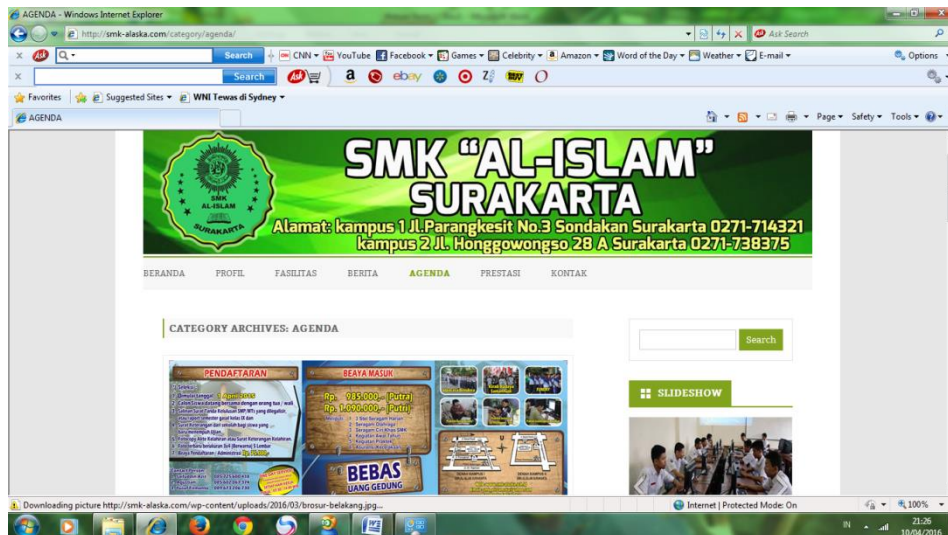 AGENDA - Windows Internet Explorer
http://smk-alaska.com/category/agenda/
Ask Search
Search CNN YouTube Facebook Games Celebrity Amazon Word of the Day Weather E-mail Options
Search Ask a ebay
Favorites Suggested Sites WNI Tewas di Sydney
AGENDA Page Safety Tools
SMK "AL-ISLAM"
SURAKARTA
Alamat: kampus 1 Jl.Parangkesit No.3 Sondakan Surakarta 0271-714321
kampus 2 Jl. Honggowongso 28 A Surakarta 0271-738375
SMK
AL-ISLAM
SURAKARTA
BERANDA PROFIL FASILITAS BERITA AGENDA PRESTASI KONTAK
CATEGORY ARCHIVES: AGENDA
Search
SLIDESHOW
PENDAFTARAN
BEAYA MASUK
Rp. 985.000,- (Putra)
Rp. 1.090.000,- (Putri)
BEBAS
UANG GEDUNG
Downloading picture http://smk-alaska.com/wp-content/uploads/2016/03/brosur-belakang.jpg...
Internet | Protected Mode: On
100%
IN
21:26
10/04/2016